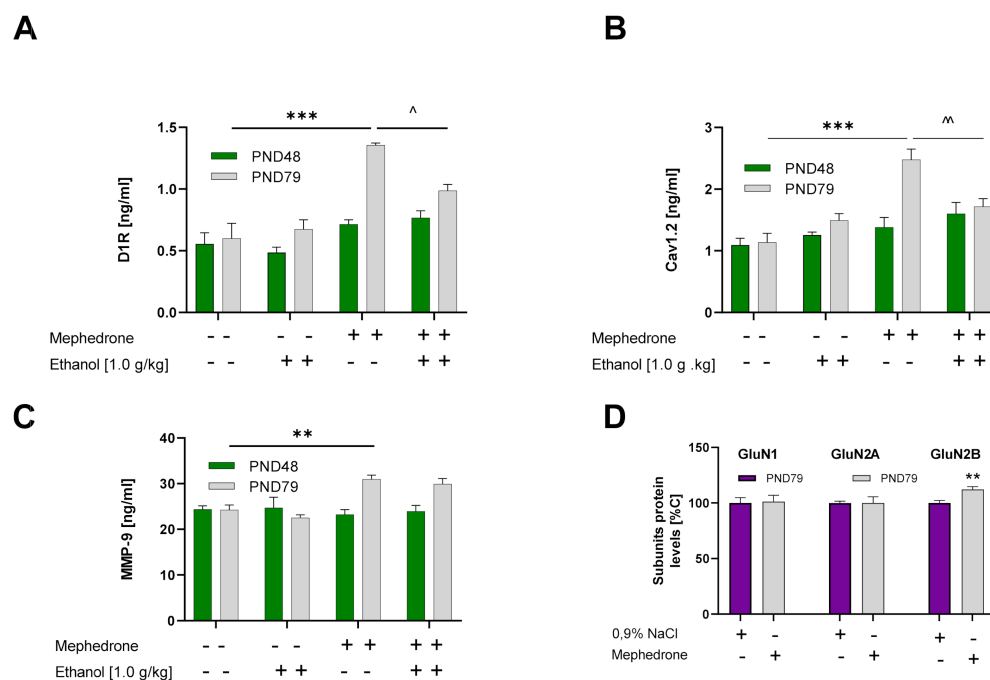 A
***
^
1.5
1.0
0.5
0.0
D1R [ng/ml]
PND48
PND79
Mephedrone - - - - + + + +
Ethanol [1.0 g/kg] - - + + - - + +
B
***
^^
3
2
1
0
Cav1.2 [ng/ml]
PND48
PND79
Mephedrone - - - - + + + +
Ethanol [1.0 g .kg] - - + + - - + +
C
**
40
30
20
10
0
MMP-9 [ng/ml]
PND48
PND79
Mephedrone - - - - + + + +
Ethanol [1.0 g/kg] - - + + - - + +
D
150
100
50
0
Subunits protein
levels [%C]
GluN1 GluN2A GluN2B
PND79 PND79
**
0,9% NaCl + - + - + -
Mephedrone - + - + - +